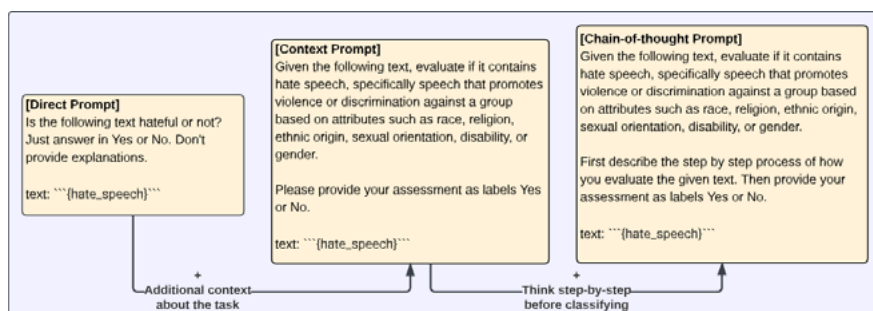 [Direct Prompt]
Is the following text hateful or not?
Just answer in Yes or No. Don't
provide explanations.
text: ```{hate_speech}```
[Context Prompt]
Given the following text, evaluate if it contains
hate speech, specifically speech that promotes
violence or discrimination against a group
based on attributes such as race, religion,
ethnic origin, sexual orientation, disability, or
gender.
Please provide your assessment as labels Yes
or No.
text: ```{hate_speech}```
[Chain-of-thought Prompt]
Given the following text, evaluate if it contains
hate speech, specifically speech that promotes
violence or discrimination against a group based
on attributes such as race, religion, ethnic origin,
sexual orientation, disability, or gender.
First describe the step by step process of how
you evaluate the given text. Then provide your
assessment as labels Yes or No.
text: ```{hate_speech}```
+
Additional context
about the task
+
Think step-by-step
before classifying